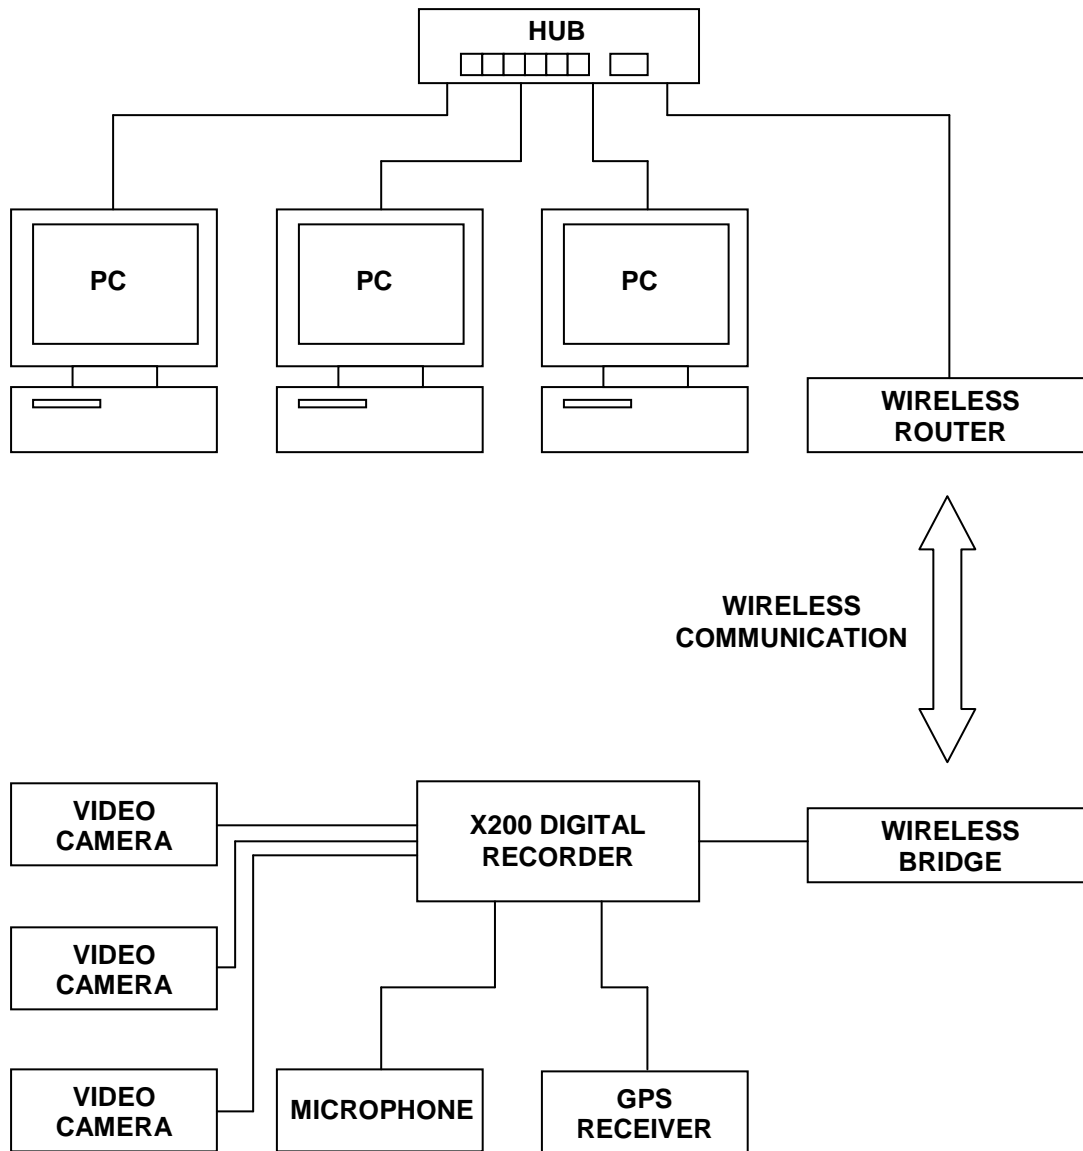 HUB
PC
PC
PC
WIRELESS
ROUTER
WIRELESS
COMMUNICATION
VIDEO
CAMERA
X200 DIGITAL
RECORDER
WIRELESS
BRIDGE
VIDEO
CAMERA
VIDEO
CAMERA
MICROPHONE
GPS
RECEIVER